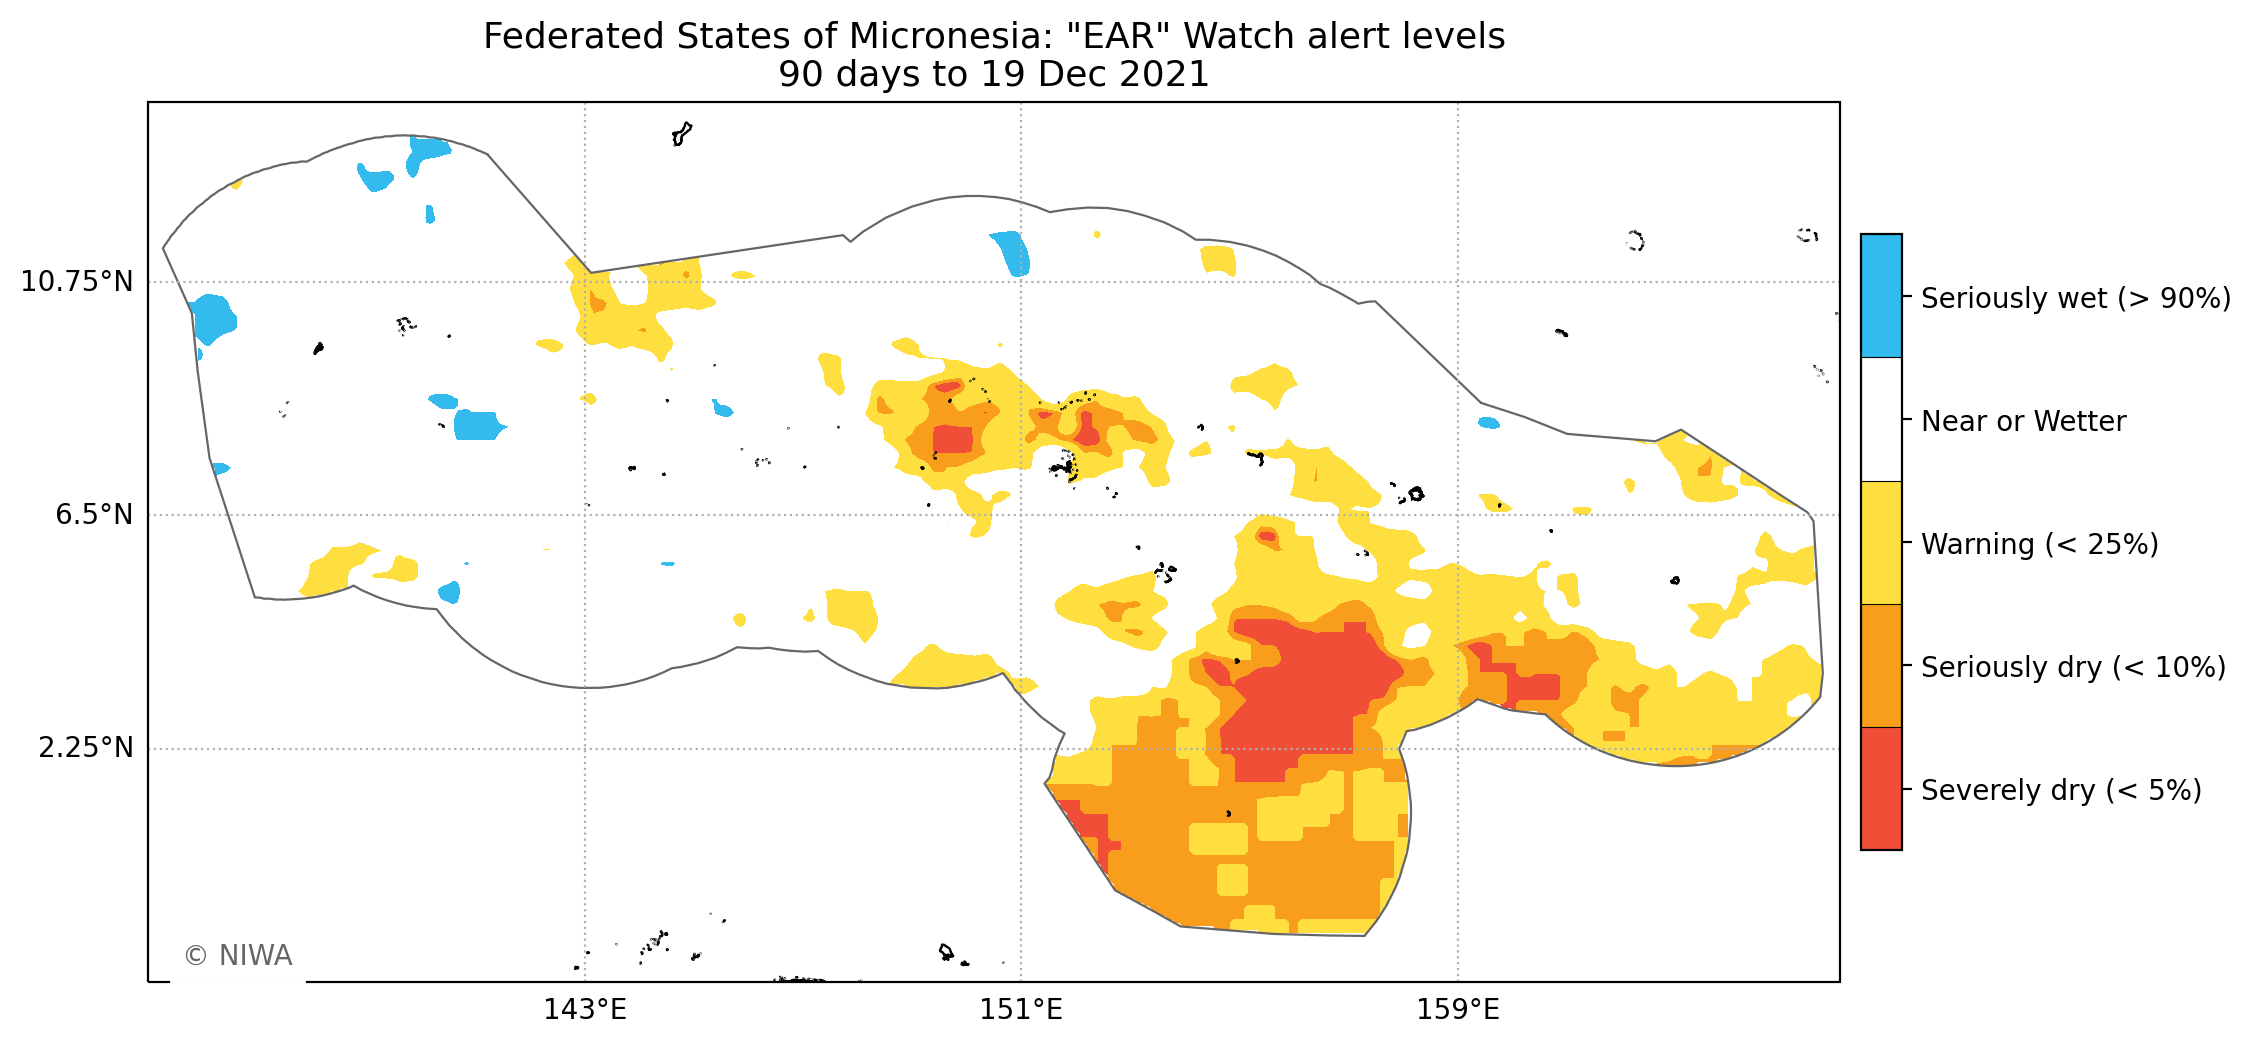 Federated States of Micronesia: "EAR" Watch alert levels
90 days to 19 Dec 2021
10.75°N
6.5°N
2.25°N
143°E
151°E
159°E
© NIWA
Seriously wet (> 90%)
Near or Wetter
Warning (< 25%)
Seriously dry (< 10%)
Severely dry (< 5%)